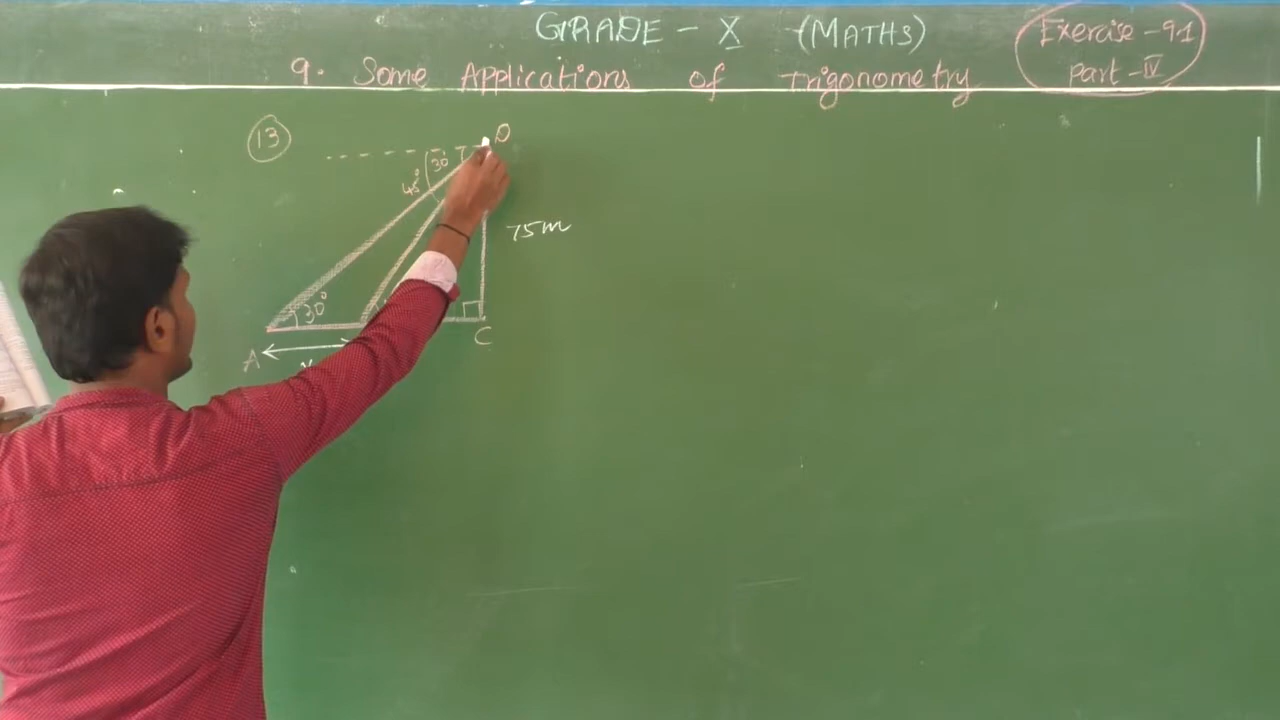 GRADE - X (MATHS)
Exercise - 9.1
part - IV
9. Some Applications of trigonometry
13
D
30°
45°
75m
30°
A
C